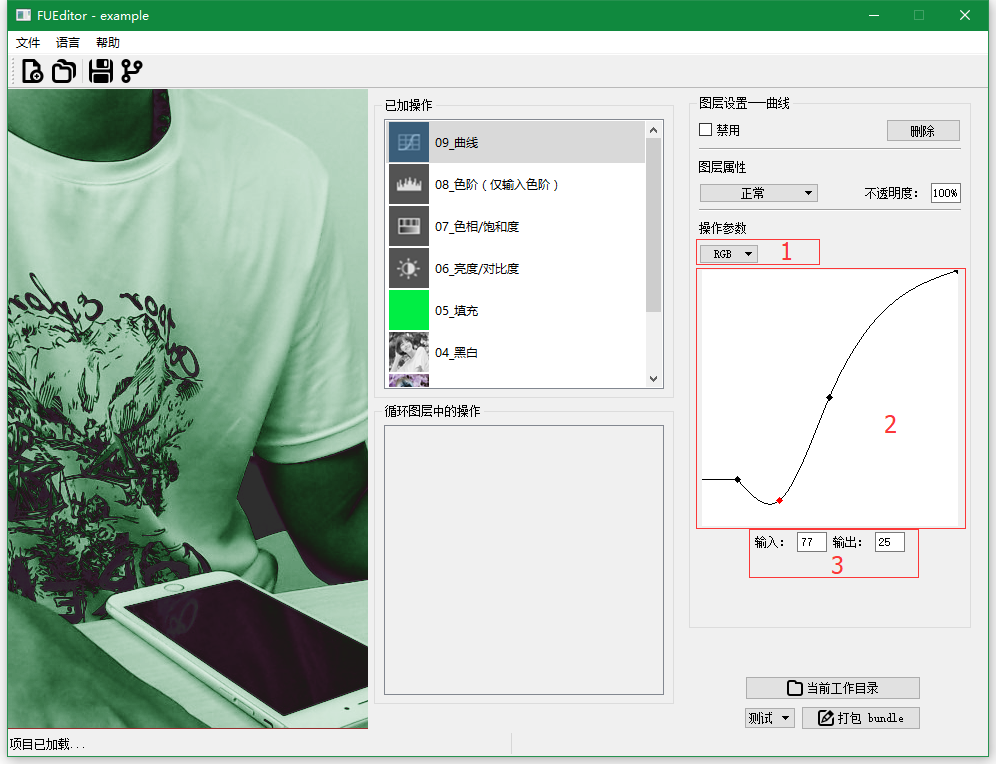 FUEditor - example
文件 语言 帮助
已加操作
09_曲线
08_色阶（仅输入色阶）
07_色相/饱和度
06_亮度/对比度
05_填充
04_黑白
循环图层中的操作
图层设置——曲线
禁用 删除
图层属性
正常 不透明度： 100%
操作参数
RGB 1
2
输入： 77 输出： 25
3
当前工作目录
测试 打包 bundle
项目已加载...